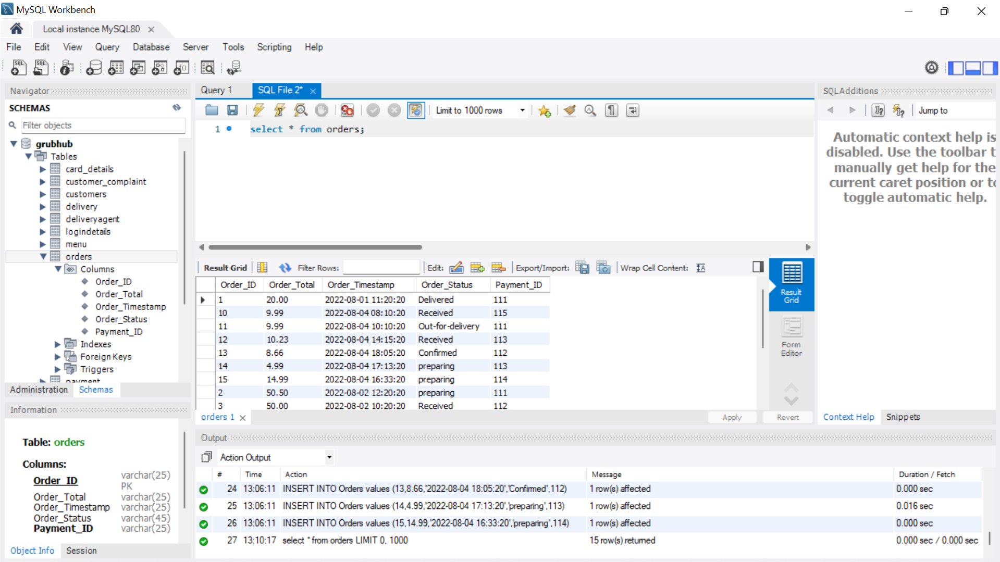 MySQL Workbench
Local instance MySQL80
File Edit View Query Database Server Tools Scripting Help
Navigator
SCHEMAS
Filter objects
grubhub
Tables
card_details
customer_complaint
customers
delivery
deliveryagent
logindetails
menu
orders
Columns
Order_ID
Order_Total
Order_Timestamp
Order_Status
Payment_ID
Indexes
Foreign Keys
Triggers
payment
Administration Schemas
Information
Table: orders
Columns:
Order_ID varchar(25) PK
Order_Total varchar(25)
Order_Timestamp varchar(25)
Order_Status varchar(45)
Payment_ID varchar(25)
Object Info Session
Query 1 SQL File 2*
Limit to 1000 rows
1 select * from orders;
Result Grid Filter Rows: Edit: Export/Import: Wrap Cell Content:
Order_ID Order_Total Order_Timestamp Order_Status Payment_ID
1 20.00 2022-08-01 11:20:20 Delivered 111
10 9.99 2022-08-04 08:10:20 Received 115
11 9.99 2022-08-04 10:10:20 Out-for-delivery 111
12 10.23 2022-08-04 14:15:20 Received 113
13 8.66 2022-08-04 18:05:20 Confirmed 112
14 4.99 2022-08-04 17:13:20 preparing 113
15 14.99 2022-08-04 16:33:20 preparing 114
2 50.50 2022-08-02 12:20:20 preparing 111
3 50.00 2022-08-02 10:20:20 Received 112
Result Grid
Form Editor
orders 1
Apply Revert
SQLAdditions
Jump to
Automatic context help is
disabled. Use the toolbar t
manually get help for the
current caret position or to
toggle automatic help.
Context Help Snippets
Output
Action Output
# Time Action Message Duration / Fetch
24 13:06:11 INSERT INTO Orders values (13,8.66,'2022-08-04 18:05:20','Confirmed',112) 1 row(s) affected 0.000 sec
25 13:06:11 INSERT INTO Orders values (14,4.99,'2022-08-04 17:13:20','preparing',113) 1 row(s) affected 0.016 sec
26 13:06:11 INSERT INTO Orders values (15,14.99,'2022-08-04 16:33:20','preparing',114) 1 row(s) affected 0.000 sec
27 13:10:17 select * from orders LIMIT 0, 1000 15 row(s) returned 0.000 sec / 0.000 sec